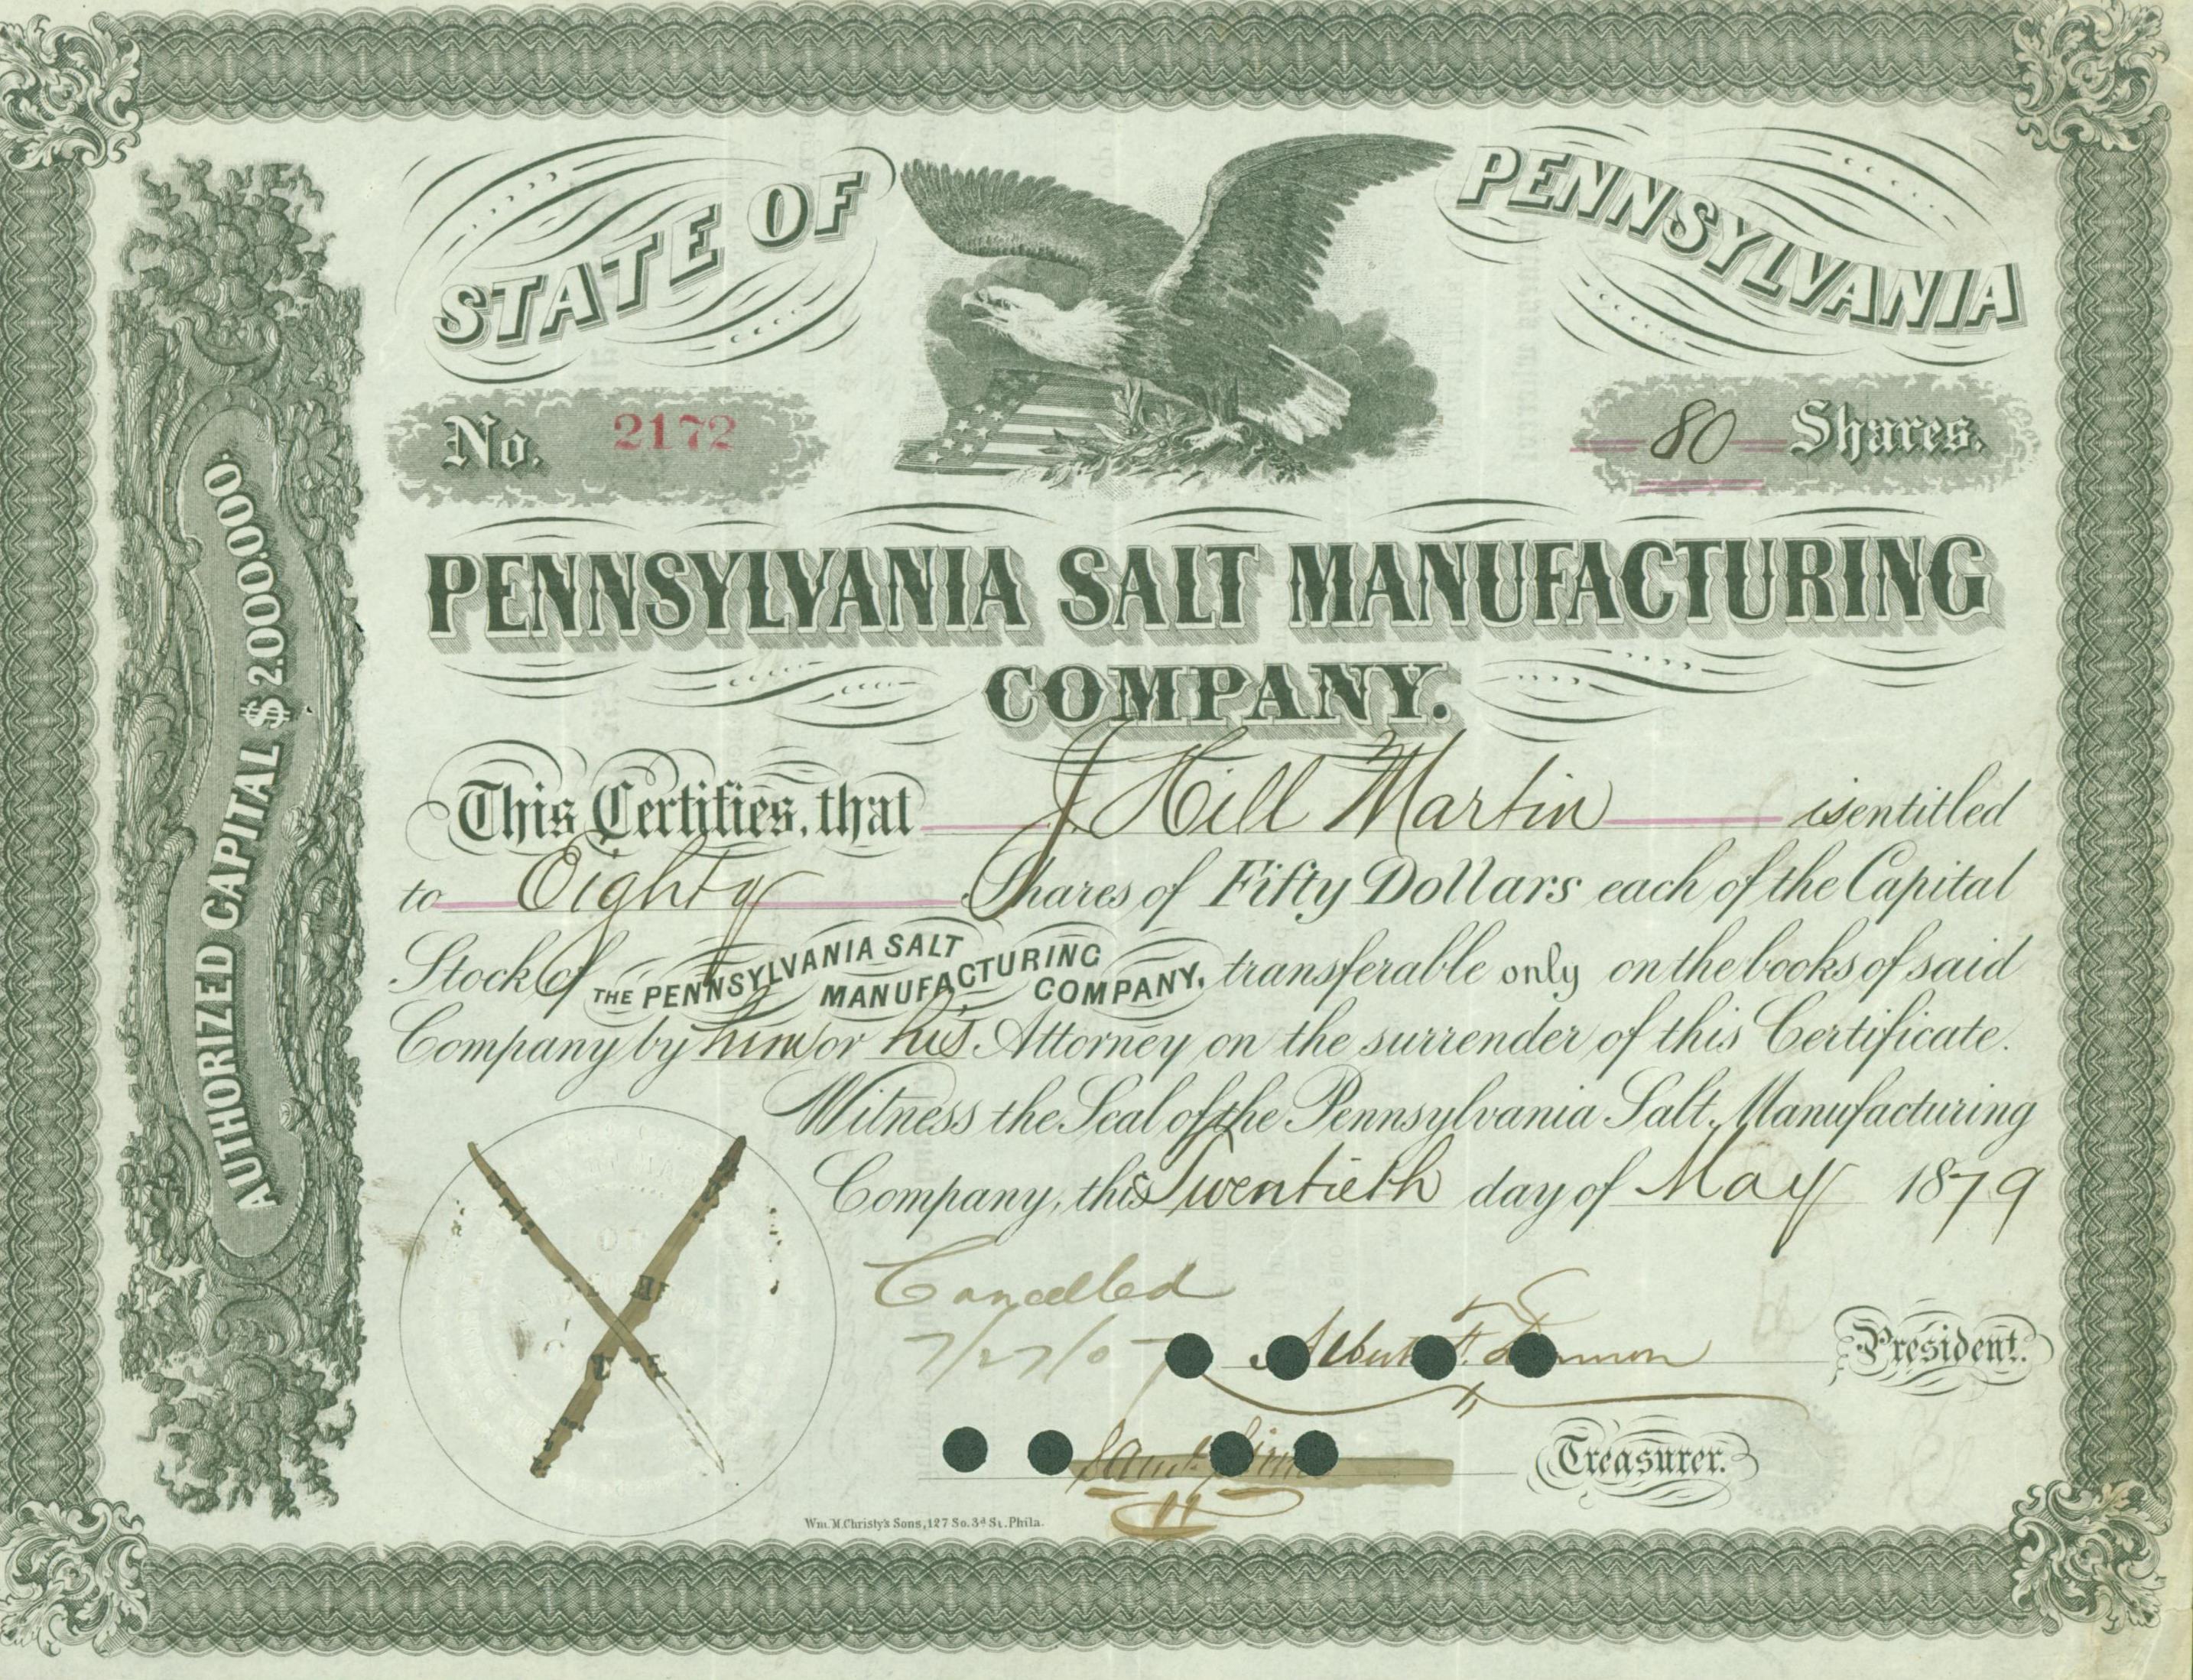 STATE OF PENNSYLVANIA
No. 2172
80 Shares.
AUTHORIZED CAPITAL $2.000.000.
PENNSYLVANIA SALT MANUFACTURING
COMPANY.
This Certifies, that J Hill Martin is entitled
to Eighty Shares of Fifty Dollars each of the Capital
Stock of THE PENNSYLVANIA SALT MANUFACTURING COMPANY, transferable only on the books of said
Company by him or his Attorney on the surrender of this Certificate.
Witness the Seal of the Pennsylvania Salt Manufacturing
Company, this Twentieth day of May 1879
Cancelled
7/27/07
President.
Treasurer.
Wm. M. Christy's Sons, 127 So. 3d St. Phila.